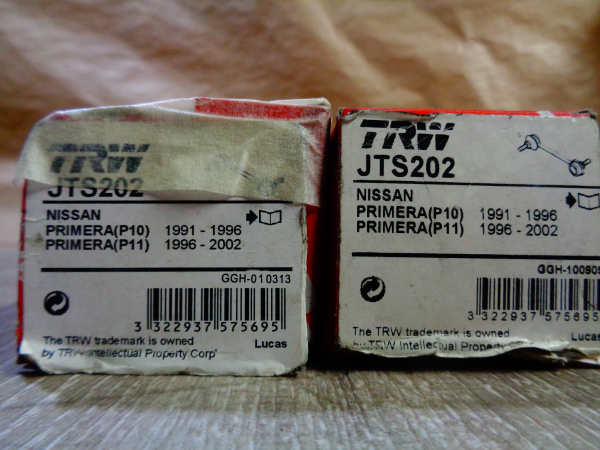 TRW
JTS202
NISSAN
PRIMERA(P10) 1991 - 1996
PRIMERA(P11) 1996 - 2002
GGH-010313
3 322937 575695
The TRW trademark is owned
by TRW Intellectual Property Corp'
Lucas
TRW
JTS202
NISSAN
PRIMERA(P10) 1991 - 1996
PRIMERA(P11) 1996 - 2002
GGH-100909
3 322937 575695
The TRW trademark is owned
by TRW Intellectual Property
Lucas